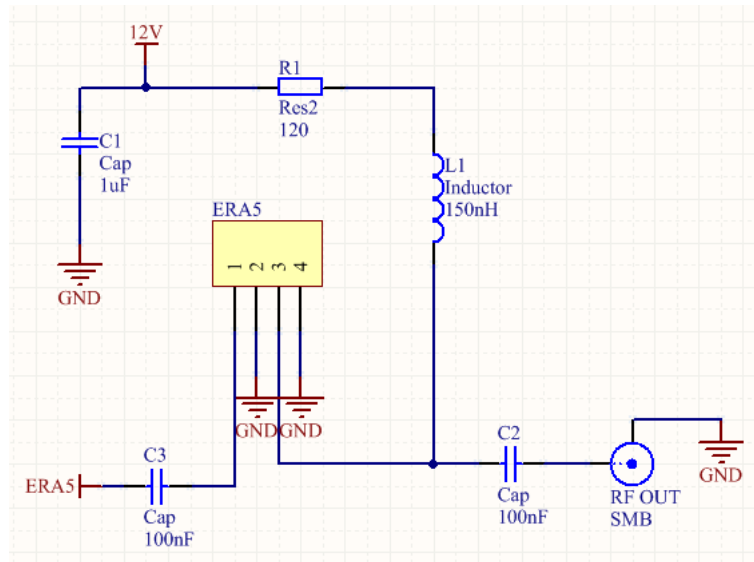 12V
R1
Res2
120
C1
Cap
1uF
GND
L1
Inductor
150nH
ERA5
1
2
3
4
GND
GND
C3
ERA5
Cap
100nF
C2
Cap
100nF
RF OUT
SMB
GND